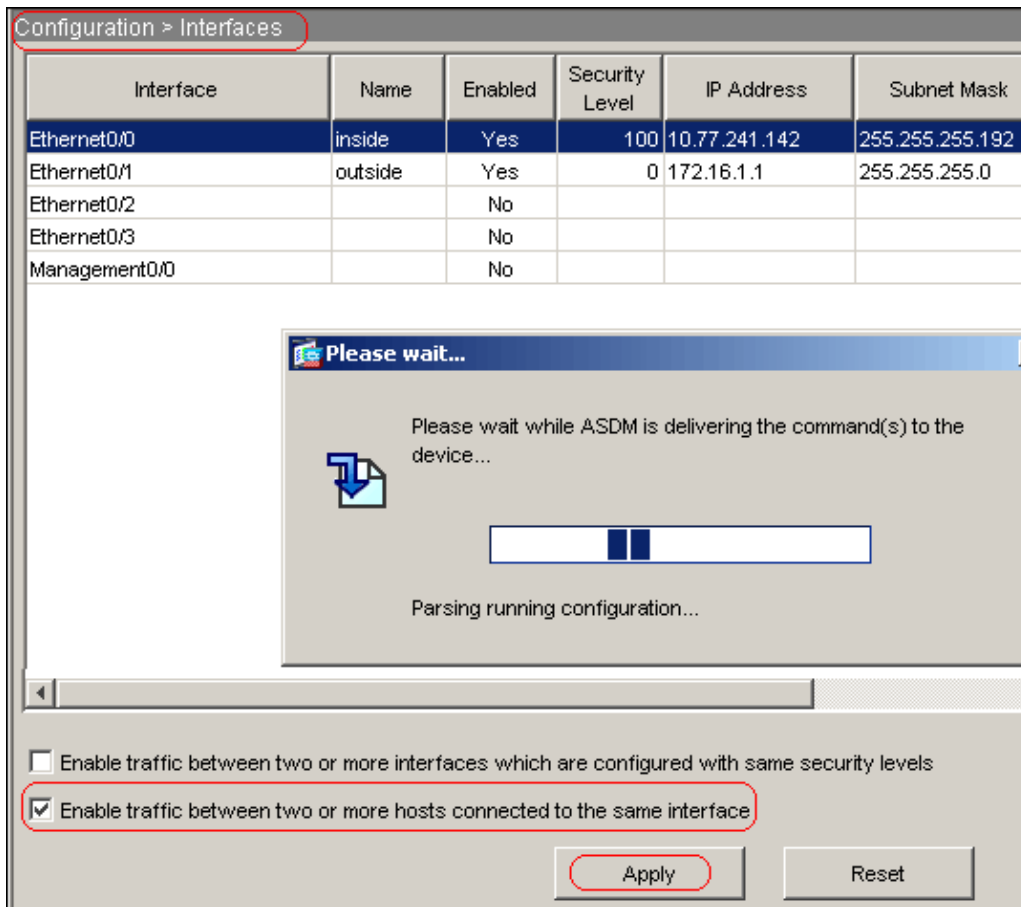 Configuration > Interfaces
Interface Name Enabled Security Level IP Address Subnet Mask
Ethernet0/0 inside Yes 100 10.77.241.142 255.255.255.192
Ethernet0/1 outside Yes 0 172.16.1.1 255.255.255.0
Ethernet0/2 No
Ethernet0/3 No
Management0/0 No
Please wait...
Please wait while ASDM is delivering the command(s) to the
device...
Parsing running configuration...
Enable traffic between two or more interfaces which are configured with same security levels
Enable traffic between two or more hosts connected to the same interface
Apply Reset